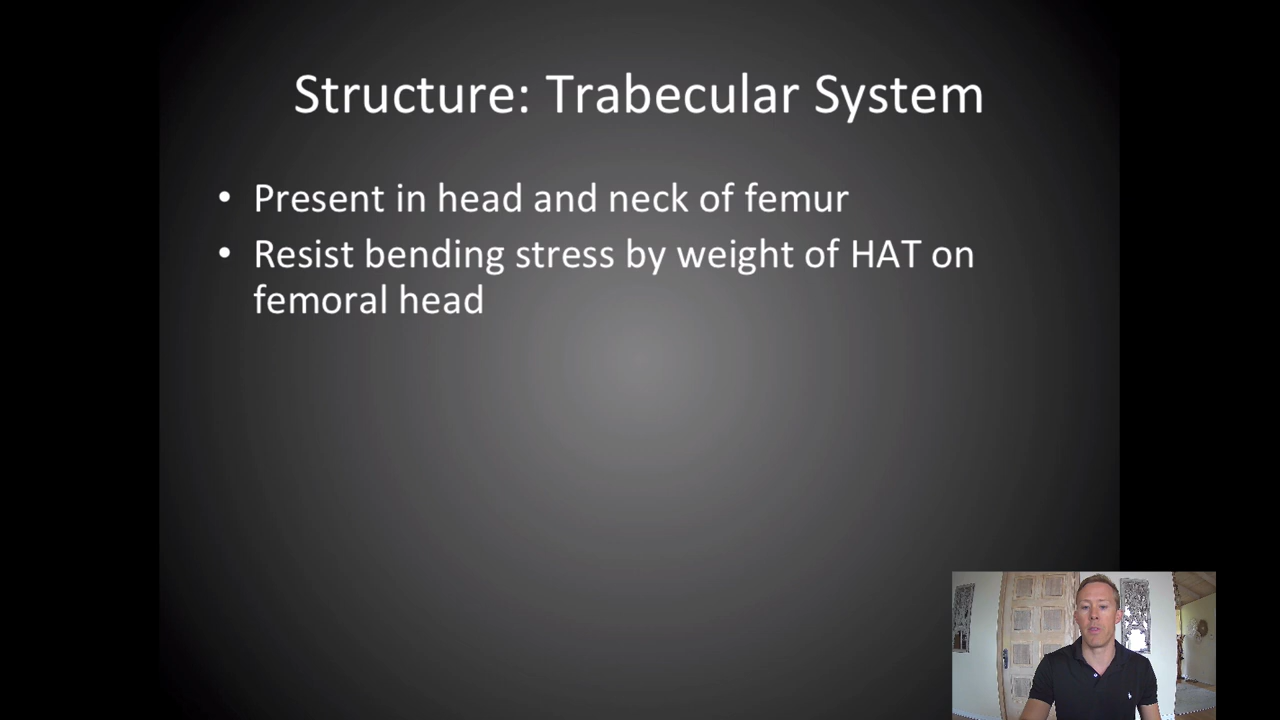 Structure: Trabecular System
• Present in head and neck of femur
• Resist bending stress by weight of HAT on
femoral head